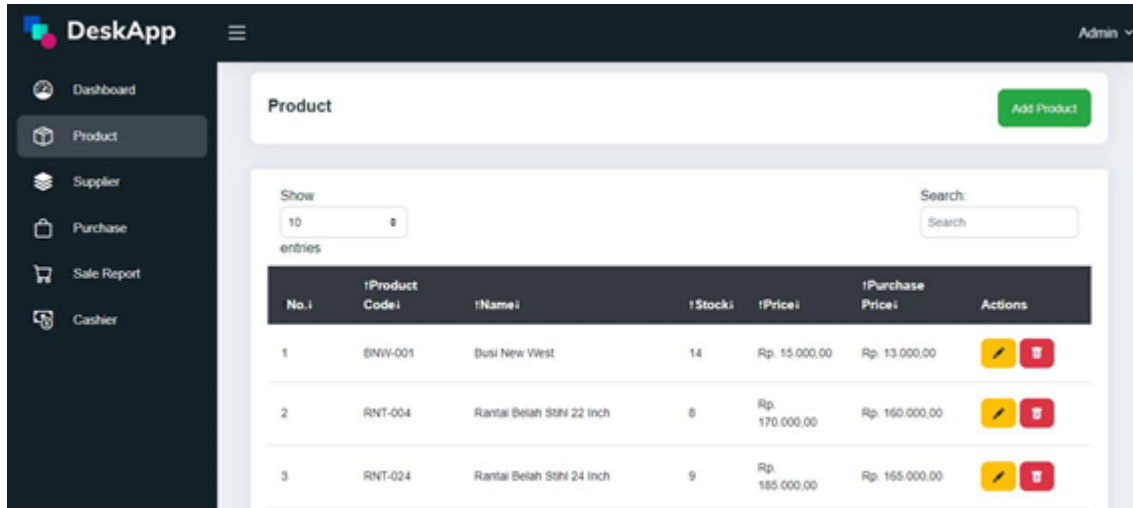 DeskApp
Admin
Dashboard
Product
Supplier
Purchase
Sale Report
Cashier
Product
Add Product
Show
10
entries
Search:
Search
No. Product Code Name Stock Price Purchase Price Actions
1 BNW-001 Busi New West 14 Rp. 15.000,00 Rp. 13.000,00
2 RNT-004 Rantai Belah Stihl 22 Inch 8 Rp. 170.000,00 Rp. 160.000,00
3 RNT-024 Rantai Belah Stihl 24 Inch 9 Rp. 185.000,00 Rp. 165.000,00